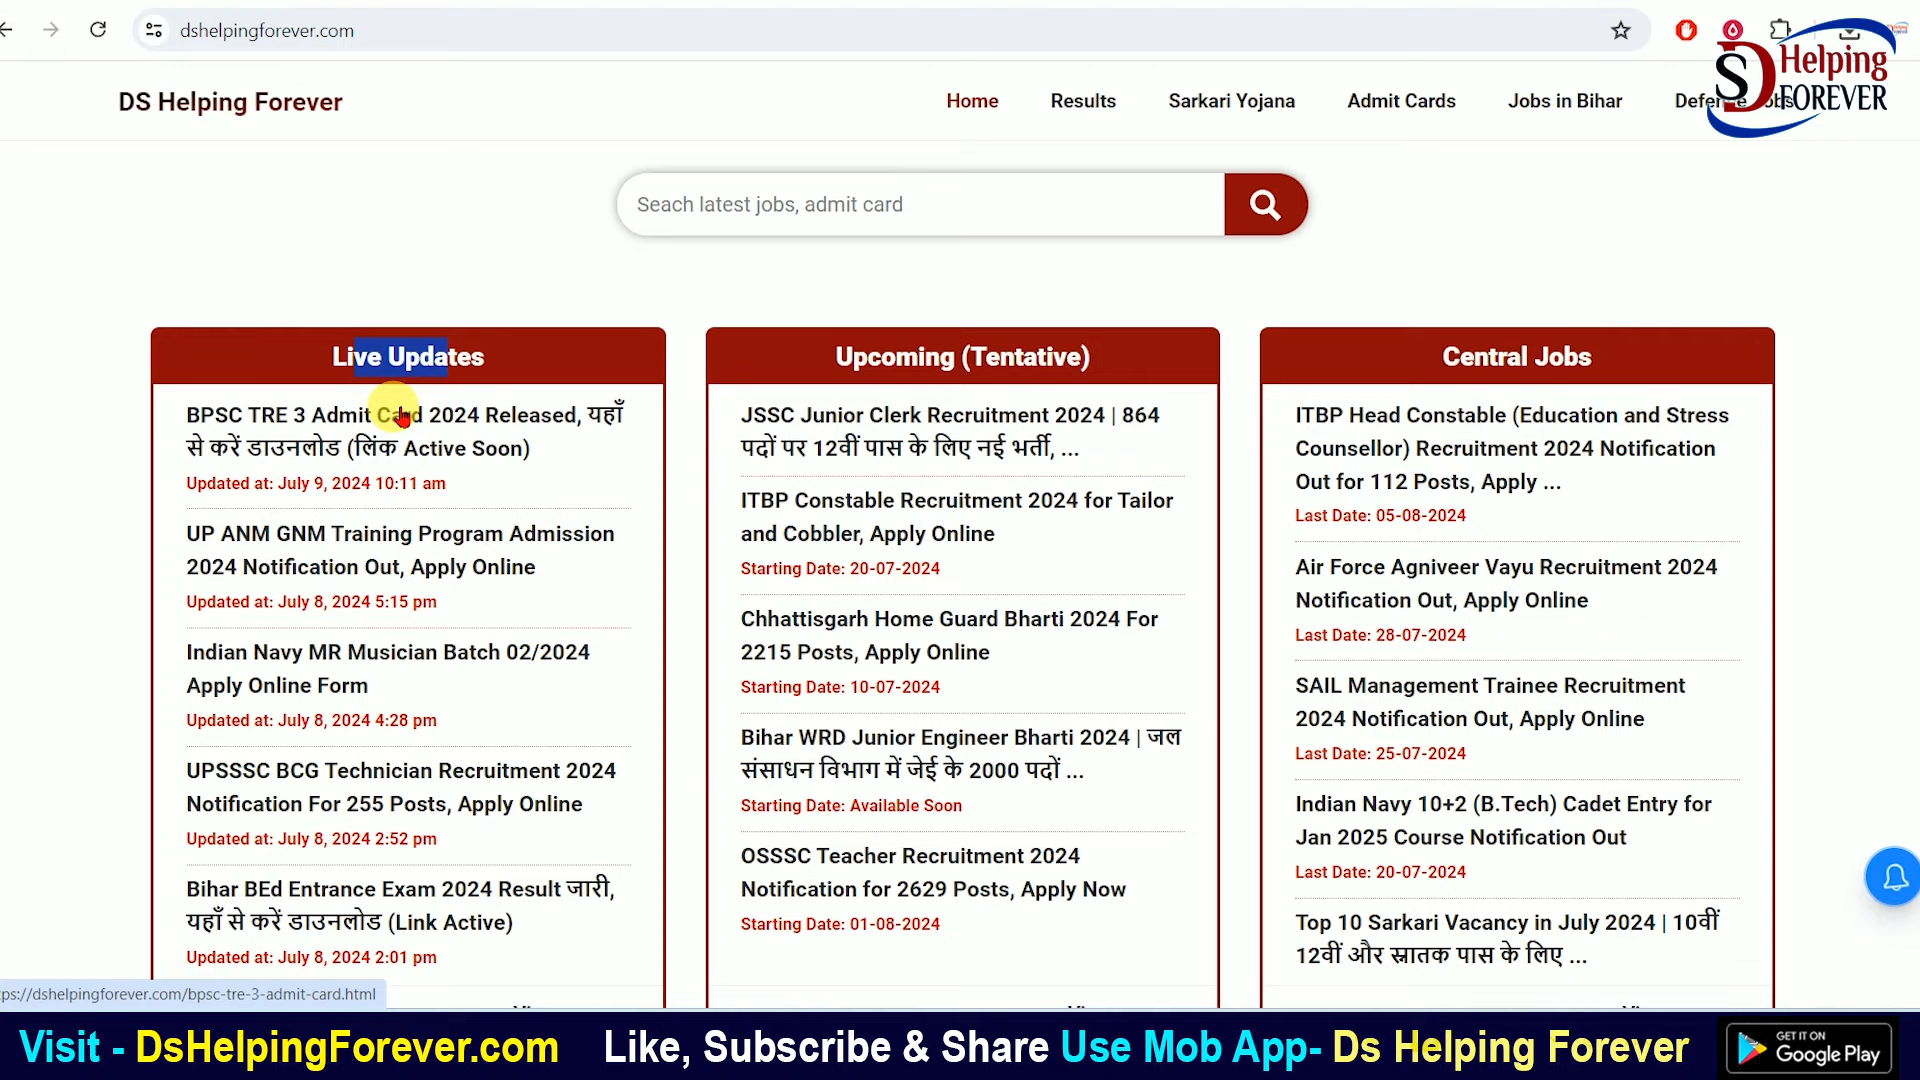 dshelpingforever.com
DS Helping Forever
Home
Results
Sarkari Yojana
Admit Cards
Jobs in Bihar
SD Helping FOREVER
Seach latest jobs, admit card
Live Updates
BPSC TRE 3 Admit Card 2024 Released, यहाँ
से करें डाउनलोड (लिंक Active Soon)
Updated at: July 9, 2024 10:11 am
UP ANM GNM Training Program Admission
2024 Notification Out, Apply Online
Updated at: July 8, 2024 5:15 pm
Indian Navy MR Musician Batch 02/2024
Apply Online Form
Updated at: July 8, 2024 4:28 pm
UPSSSC BCG Technician Recruitment 2024
Notification For 255 Posts, Apply Online
Updated at: July 8, 2024 2:52 pm
Bihar BEd Entrance Exam 2024 Result जारी,
यहाँ से करें डाउनलोड (Link Active)
Updated at: July 8, 2024 2:01 pm
Upcoming (Tentative)
JSSC Junior Clerk Recruitment 2024 | 864
पदों पर 12वीं पास के लिए नई भर्ती, ...
ITBP Constable Recruitment 2024 for Tailor
and Cobbler, Apply Online
Starting Date: 20-07-2024
Chhattisgarh Home Guard Bharti 2024 For
2215 Posts, Apply Online
Starting Date: 10-07-2024
Bihar WRD Junior Engineer Bharti 2024 | जल
संसाधन विभाग में जेई के 2000 पदों ...
Starting Date: Available Soon
OSSSC Teacher Recruitment 2024
Notification for 2629 Posts, Apply Now
Starting Date: 01-08-2024
Central Jobs
ITBP Head Constable (Education and Stress
Counsellor) Recruitment 2024 Notification
Out for 112 Posts, Apply ...
Last Date: 05-08-2024
Air Force Agniveer Vayu Recruitment 2024
Notification Out, Apply Online
Last Date: 28-07-2024
SAIL Management Trainee Recruitment
2024 Notification Out, Apply Online
Last Date: 25-07-2024
Indian Navy 10+2 (B.Tech) Cadet Entry for
Jan 2025 Course Notification Out
Last Date: 20-07-2024
Top 10 Sarkari Vacancy in July 2024 | 10वीं
12वीं और स्नातक पास के लिए ...
ps://dshelpingforever.com/bpsc-tre-3-admit-card.html
Visit - DsHelpingForever.com Like, Subscribe & Share Use Mob App- Ds Helping Forever
GET IT ON
Google Play